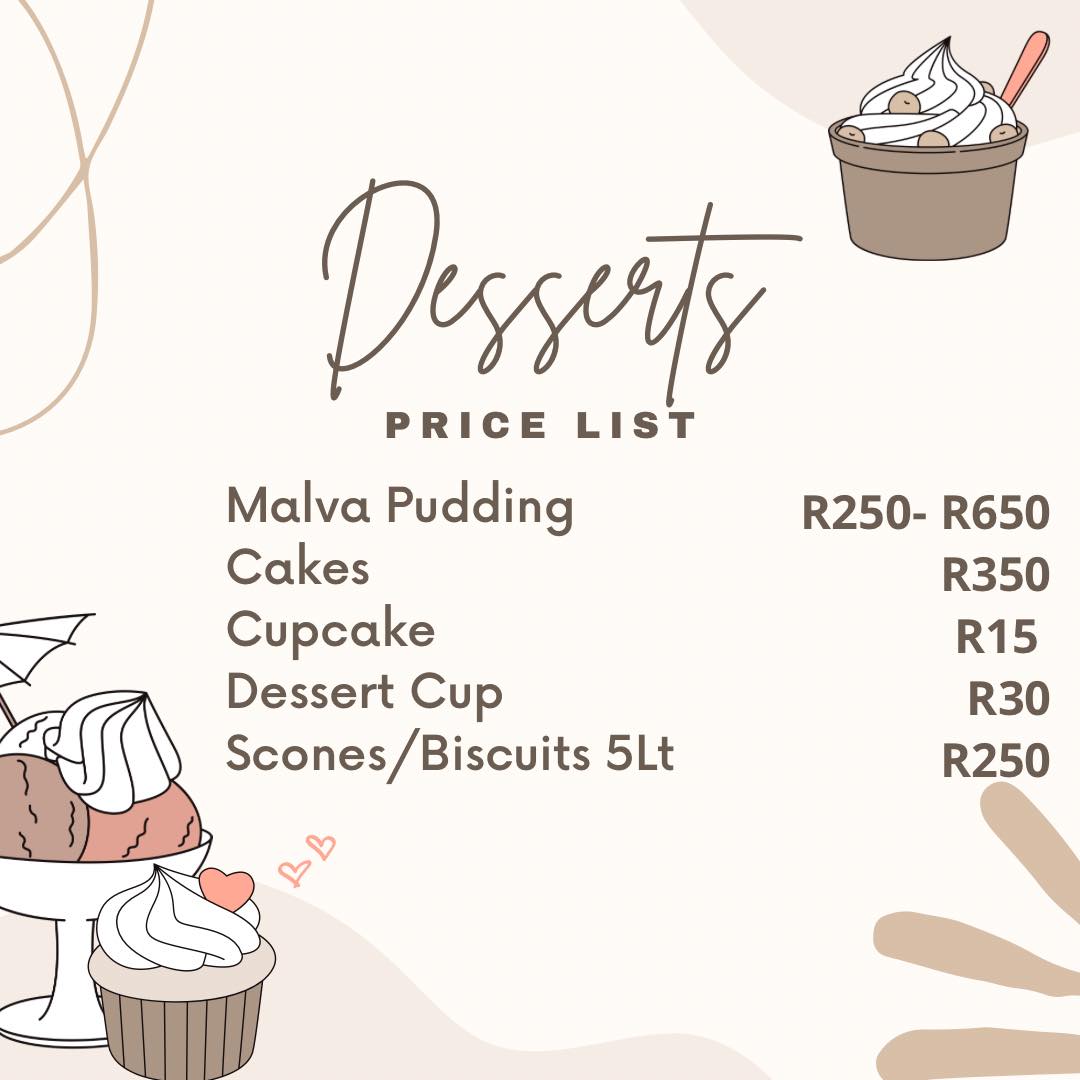 Desserts
PRICE LIST
Malva Pudding R250- R650
Cakes R350
Cupcake R15
Dessert Cup R30
Scones/Biscuits 5Lt R250